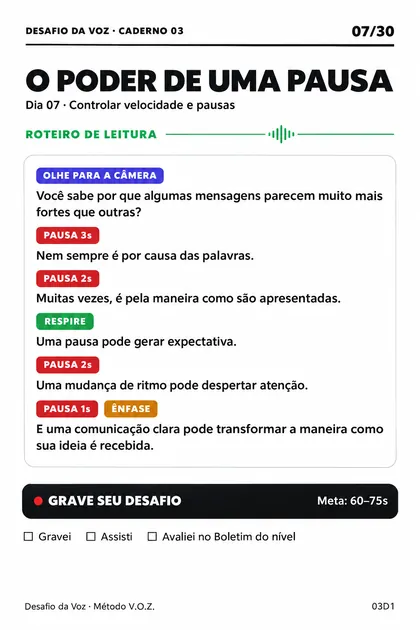 DESAFIO DA VOZ · CADERNO 03
07/30
O PODER DE UMA PAUSA
Dia 07 · Controlar velocidade e pausas
ROTEIRO DE LEITURA
OLHE PARA A CÂMERA
Você sabe por que algumas mensagens parecem muito mais
fortes que outras?
PAUSA 3s
Nem sempre é por causa das palavras.
PAUSA 2s
Muitas vezes, é pela maneira como são apresentadas.
RESPIRE
Uma pausa pode gerar expectativa.
PAUSA 2s
Uma mudança de ritmo pode despertar atenção.
PAUSA 1s ÊNFASE
E uma comunicação clara pode transformar a maneira como
sua ideia é recebida.
GRAVE SEU DESAFIO Meta: 60–75s
Gravei Assisti Avaliei no Boletim do nível
Desafio da Voz · Método V.O.Z. 03D1